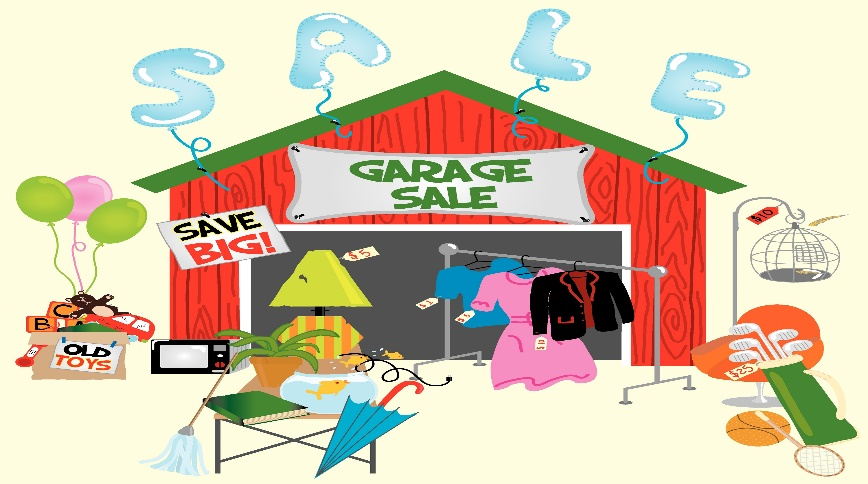 SALE
GARAGE
SALE
SAVE
BIG!
$5
$10
C
B
A
OLD
TOYS
$25